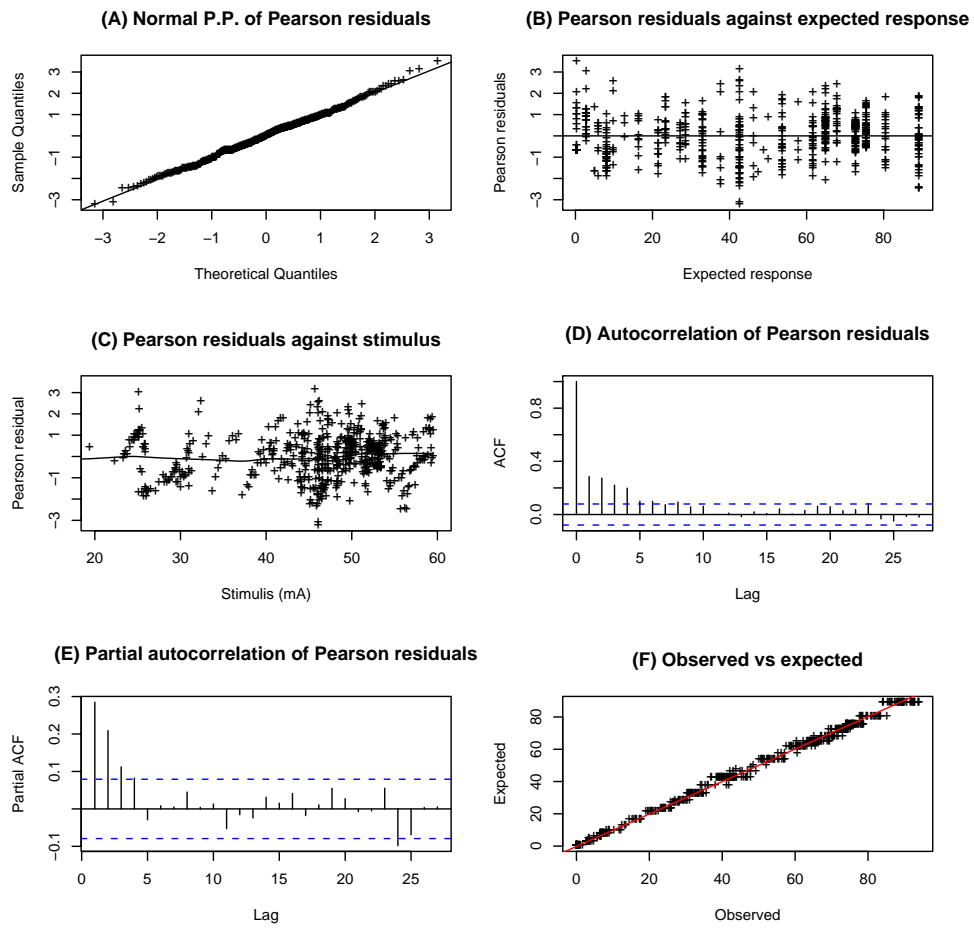 (A) Normal P.P. of Pearson residuals
Sample Quantiles
3
1
−1
−3
−3 −2 −1 0 1 2 3
Theoretical Quantiles
(B) Pearson residuals against expected response
Pearson residuals
3
1
−1
−3
0 20 40 60 80
Expected response
(C) Pearson residuals against stimulus
Pearson residual
3
1
−1
−3
20 30 40 50 60
Stimulis (mA)
(D) Autocorrelation of Pearson residuals
ACF
0.8
0.4
0.0
0 5 10 15 20 25
Lag
(E) Partial autocorrelation of Pearson residuals
Partial ACF
0.3
0.2
0.1
−0.1
0 5 10 15 20 25
Lag
(F) Observed vs expected
Expected
80
60
40
20
0
0 20 40 60 80
Observed